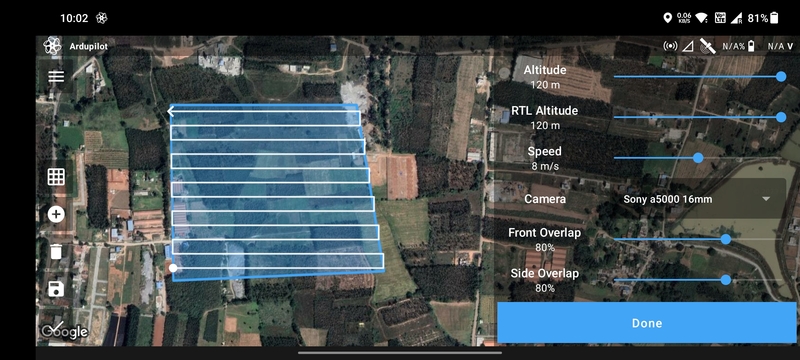 10:02
0.06
KB/S
81%
Ardupilot
N/A%
N/A V
Altitude
120 m
RTL Altitude
120 m
Speed
8 m/s
Camera
Sony a5000 16mm
Front Overlap
80%
Side Overlap
80%
Done
Google